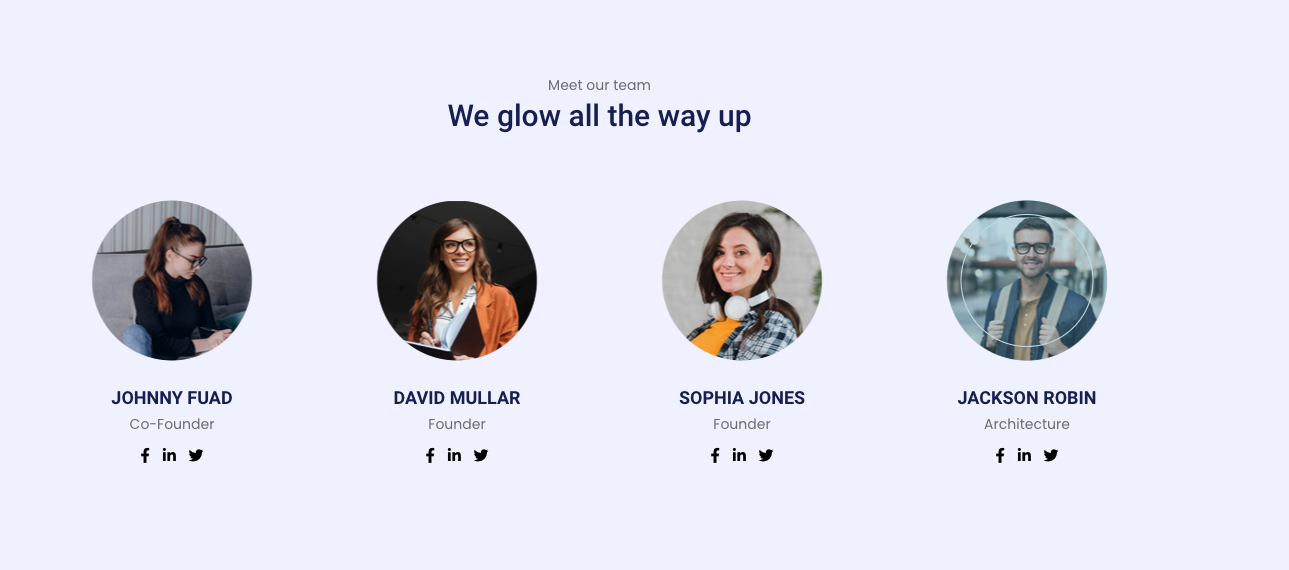 Meet our team
We glow all the way up
JOHNNY FUAD
Co-Founder
DAVID MULLAR
Founder
SOPHIA JONES
Founder
JACKSON ROBIN
Architecture